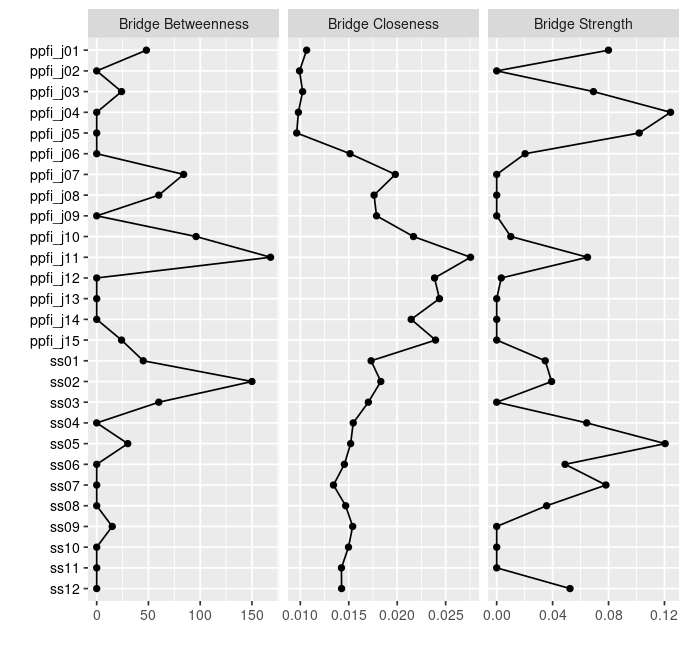 Bridge Betweenness Bridge Closeness Bridge Strength
ppfi_j01
ppfi_j02
ppfi_j03
ppfi_j04
ppfi_j05
ppfi_j06
ppfi_j07
ppfi_j08
ppfi_j09
ppfi_j10
ppfi_j11
ppfi_j12
ppfi_j13
ppfi_j14
ppfi_j15
ss01
ss02
ss03
ss04
ss05
ss06
ss07
ss08
ss09
ss10
ss11
ss12
0 50 100 150 0.010 0.015 0.020 0.025 0.00 0.04 0.08 0.12